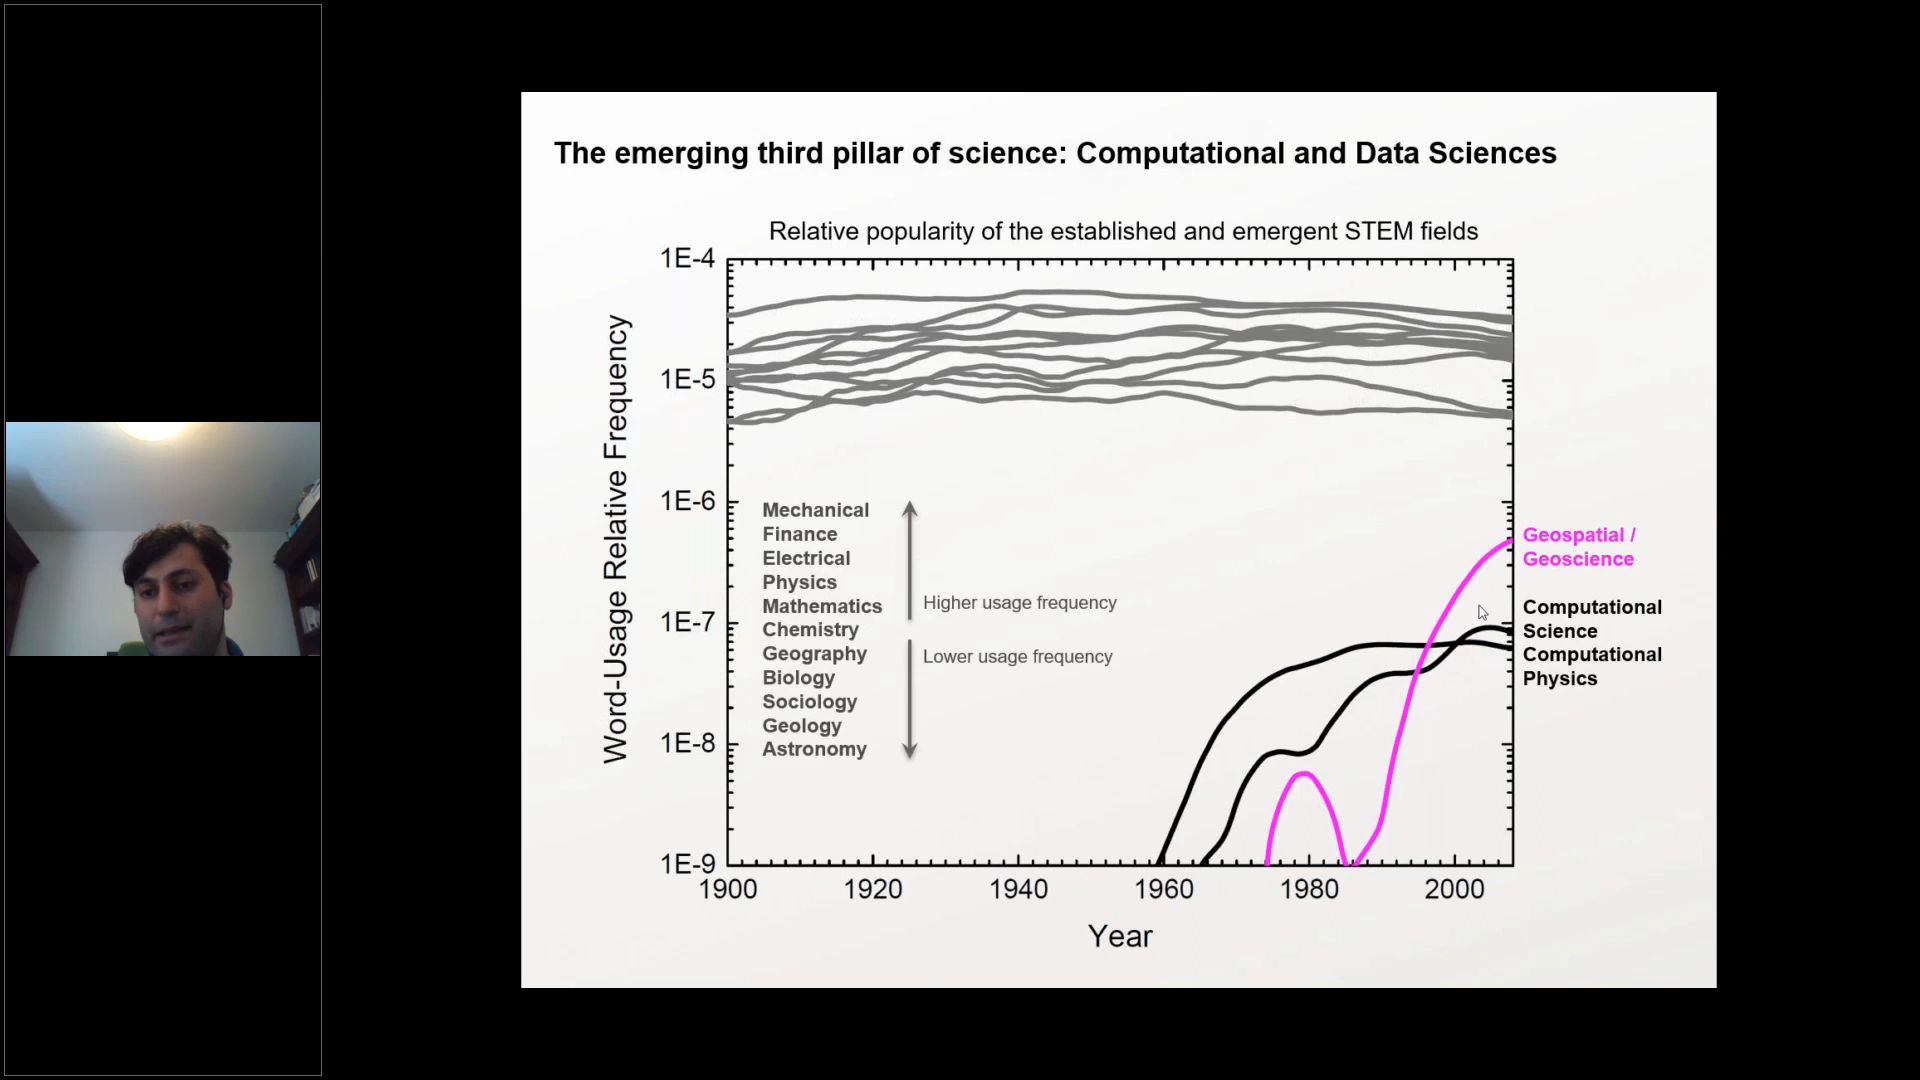 The emerging third pillar of science: Computational and Data Sciences
Relative popularity of the established and emergent STEM fields
1E-4
1E-5
1E-6
1E-7
1E-8
1E-9
Word-Usage Relative Frequency
Mechanical
Finance
Electrical
Physics
Mathematics
Chemistry
Geography
Biology
Sociology
Geology
Astronomy
Higher usage frequency
Lower usage frequency
Geospatial /
Geoscience
Computational
Science
Computational
Physics
1900
1920
1940
1960
1980
2000
Year